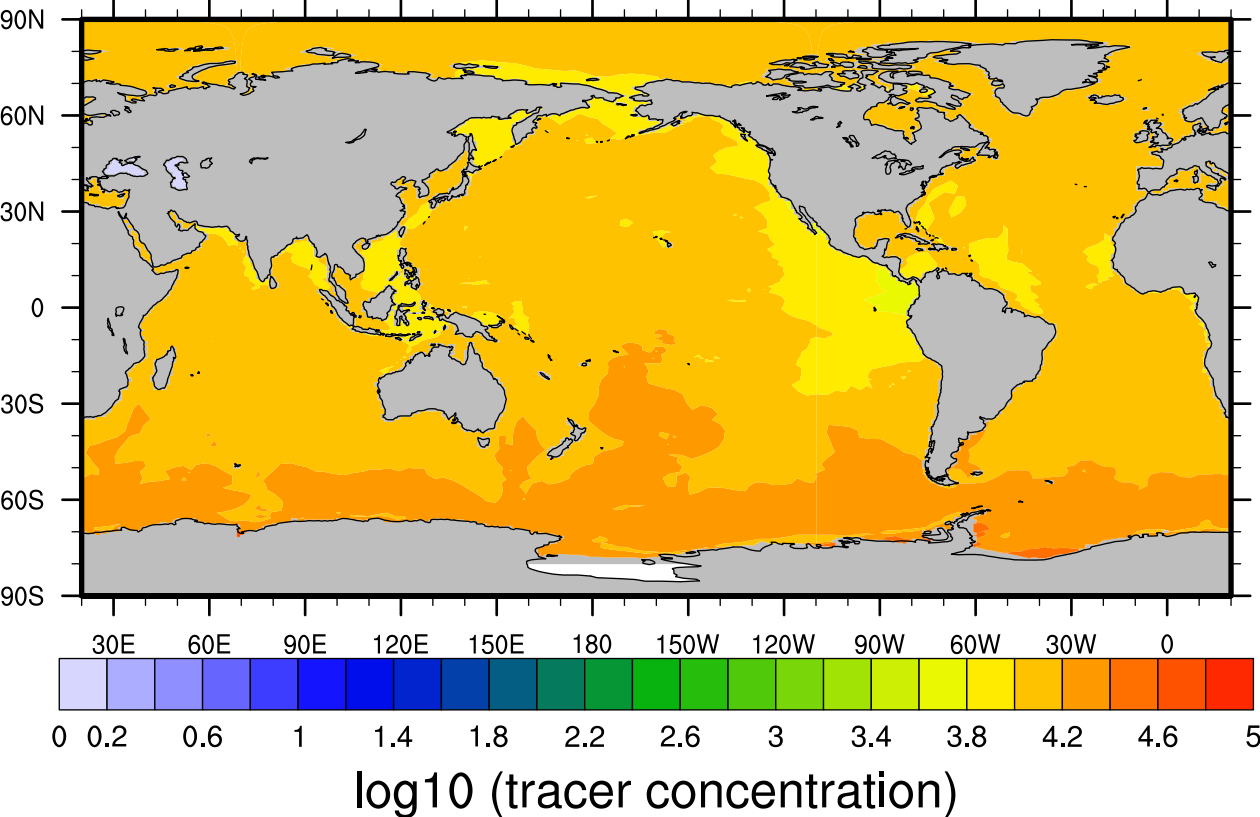 90N
60N
30N
0
30S
60S
90S
30E 60E 90E 120E 150E 180 150W 120W 90W 60W 30W 0
0 0.2 0.6 1 1.4 1.8 2.2 2.6 3 3.4 3.8 4.2 4.6 5
log10 (tracer concentration)